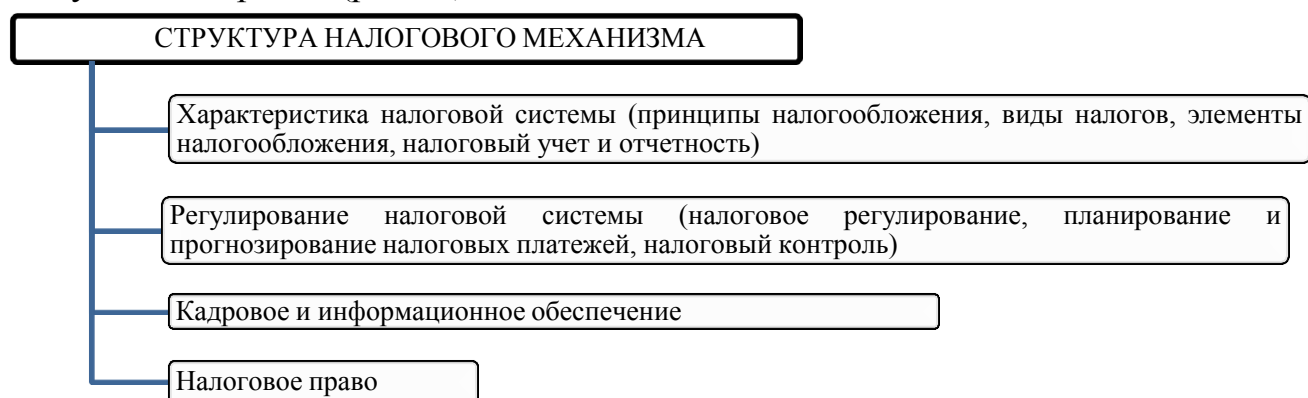 СТРУКТУРА НАЛОГОВОГО МЕХАНИЗМА
Характеристика налоговой системы (принципы налогообложения, виды налогов, элементы
налогообложения, налоговый учет и отчетность)
Регулирование налоговой системы (налоговое регулирование, планирование и
прогнозирование налоговых платежей, налоговый контроль)
Кадровое и информационное обеспечение
Налоговое право